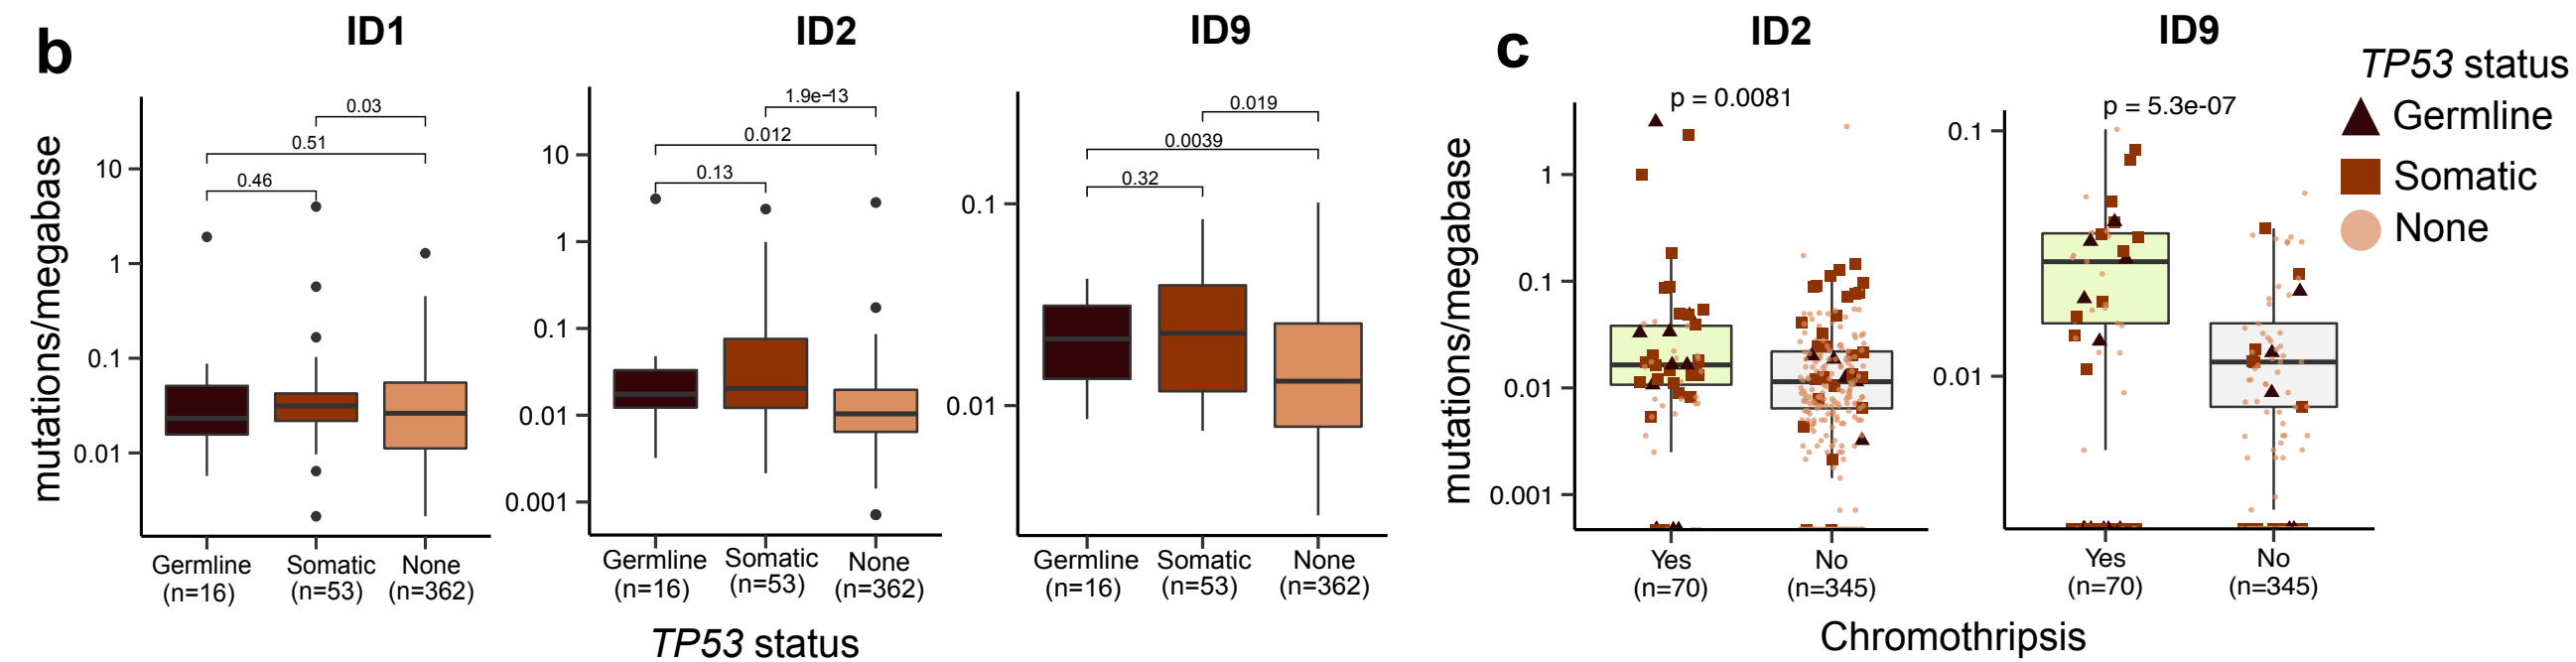 b
ID1
ID2
ID9
mutations/megabase
10
1
0.1
0.01
0.03
0.51
0.46
Germline
(n=16)
Somatic
(n=53)
None
(n=362)
10
1
0.1
0.01
0.001
1.9e−13
0.012
0.13
Germline
(n=16)
Somatic
(n=53)
None
(n=362)
0.1
0.01
0.019
0.0039
0.32
Germline
(n=16)
Somatic
(n=53)
None
(n=362)
TP53 status
c
ID2
ID9
mutations/megabase
p = 0.0081
1
0.1
0.01
0.001
Yes
(n=70)
No
(n=345)
p = 5.3e-07
0.1
0.01
Yes
(n=70)
No
(n=345)
Chromothripsis
TP53 status
Germline
Somatic
None